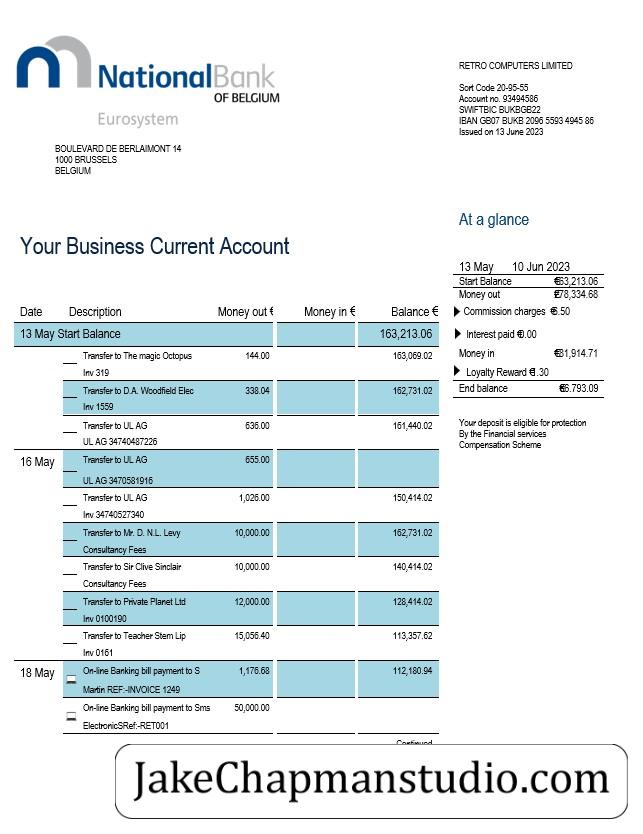 NationalBank
OF BELGIUM
Eurosystem
BOULEVARD DE BERLAIMONT 14
1000 BRUSSELS
BELGIUM
RETRO COMPUTERS LIMITED
Sort Code 20-95-55
Account no. 93494586
SWIFTBIC BUKBGB22
IBAN GB07 BUKB 2096 5593 4945 86
Issued on 13 June 2023
At a glance
13 May 10 Jun 2023
Start Balance €63,213.06
Money out 78,334.68
Commission charges €6.50
Interest paid €0.00
Money in €31,914.71
Loyalty Reward €1.30
End balance €6.793.09
Your deposit is eligible for protection
By the Financial services
Compensation Scheme
Your Business Current Account
Date Description Money out € Money in € Balance €
13 May Start Balance 163,213.06
Transfer to The magic Octopus 144.00 163,069.02
Inv 319
Transfer to D.A. Woodfield Elec 338.04 162,731.02
Inv 1559
Transfer to UL AG 636.00 161,440.02
UL AG 34740487226
16 May Transfer to UL AG 655.00
UL AG 3470581916
Transfer to UL AG 1,026.00 150,414.02
Inv 34740527340
Transfer to Mr. D. N.L. Levy 10,000.00 162,731.02
Consultancy Fees
Transfer to Sir Clive Sinclair 10,000.00 140,414.02
Consultancy Fees
Transfer to Private Planet Ltd 12,000.00 128,414.02
Inv 0100190
Transfer to Teacher Stem Lip 15,056.40 113,357.62
Inv 0161
18 May On-line Banking bill payment to S 1,176.68 112,180.94
Martin REF:-INVOICE 1249
On-line Banking bill payment to Sms 50,000.00
ElectronicSRef:-RET001
Continued
JakeChapmanstudio.com